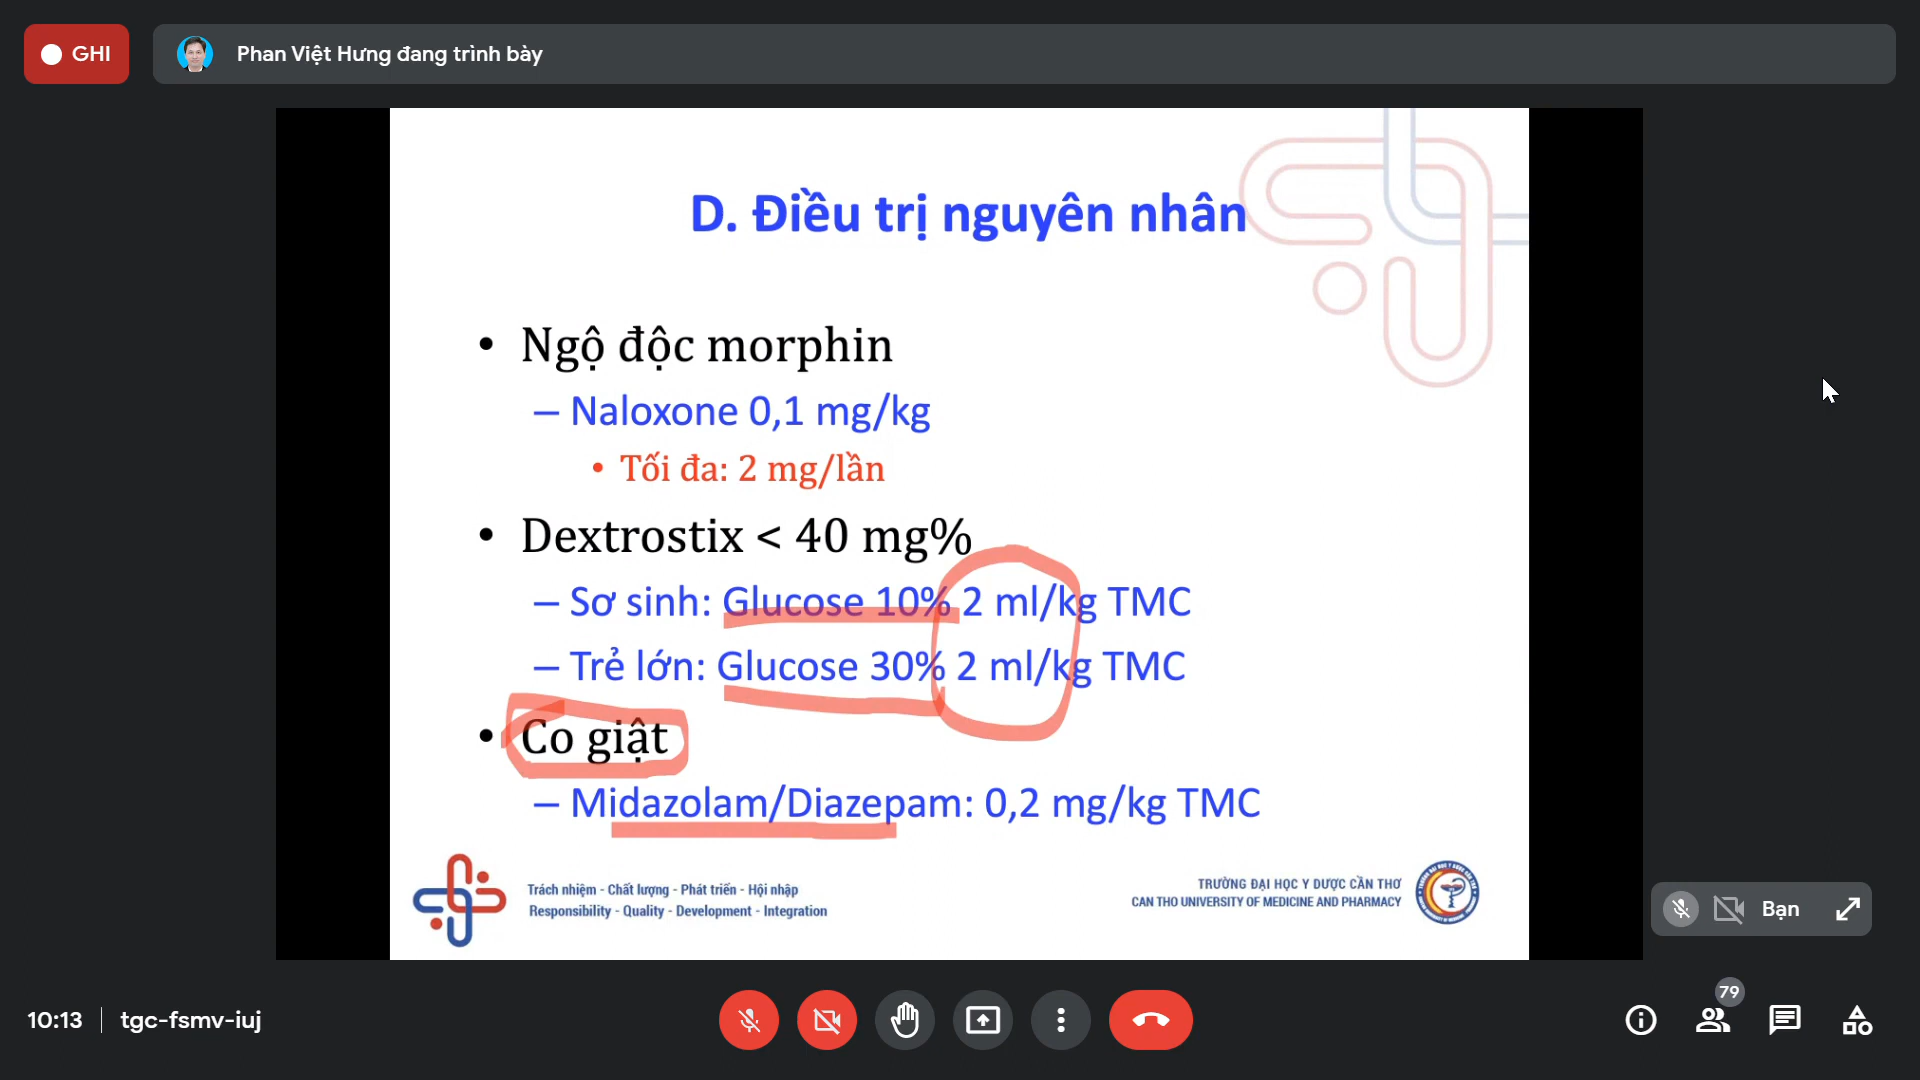 GHI
Phan Việt Hưng đang trình bày
D. Điều trị nguyên nhân
• Ngộ độc morphin
– Naloxone 0,1 mg/kg
• Tối đa: 2 mg/lần
• Dextrostix < 40 mg%
– Sơ sinh: Glucose 10% 2 ml/kg TMC
– Trẻ lớn: Glucose 30% 2 ml/kg TMC
• Co giật
– Midazolam/Diazepam: 0,2 mg/kg TMC
Trách nhiệm - Chất lượng - Phát triển - Hội nhập
Responsibility - Quality - Development - Integration
TRƯỜNG ĐẠI HỌC Y DƯỢC CẦN THƠ
CAN THO UNIVERSITY OF MEDICINE AND PHARMACY
Bạn
79
10:13 | tgc-fsmv-iuj